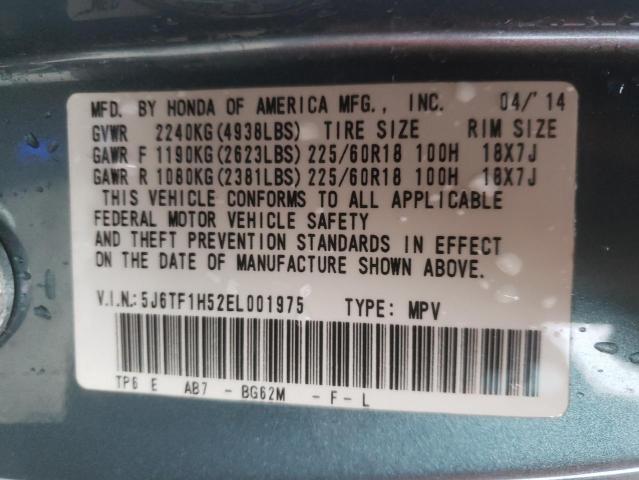 MFD. BY HONDA OF AMERICA MFG., INC. 04/'14
GVWR 2240KG(4938LBS) TIRE SIZE RIM SIZE
GAWR F 1190KG(2623LBS) 225/60R18 100H 18X7J
GAWR R 1080KG(2381LBS) 225/60R18 100H 18X7J
THIS VEHICLE CONFORMS TO ALL APPLICABLE
FEDERAL MOTOR VEHICLE SAFETY
AND THEFT PREVENTION STANDARDS IN EFFECT
ON THE DATE OF MANUFACTURE SHOWN ABOVE.
V.I.N.: 5J6TF1H52EL001975 TYPE: MPV
TP6 E AB7 - BG62M - F - L